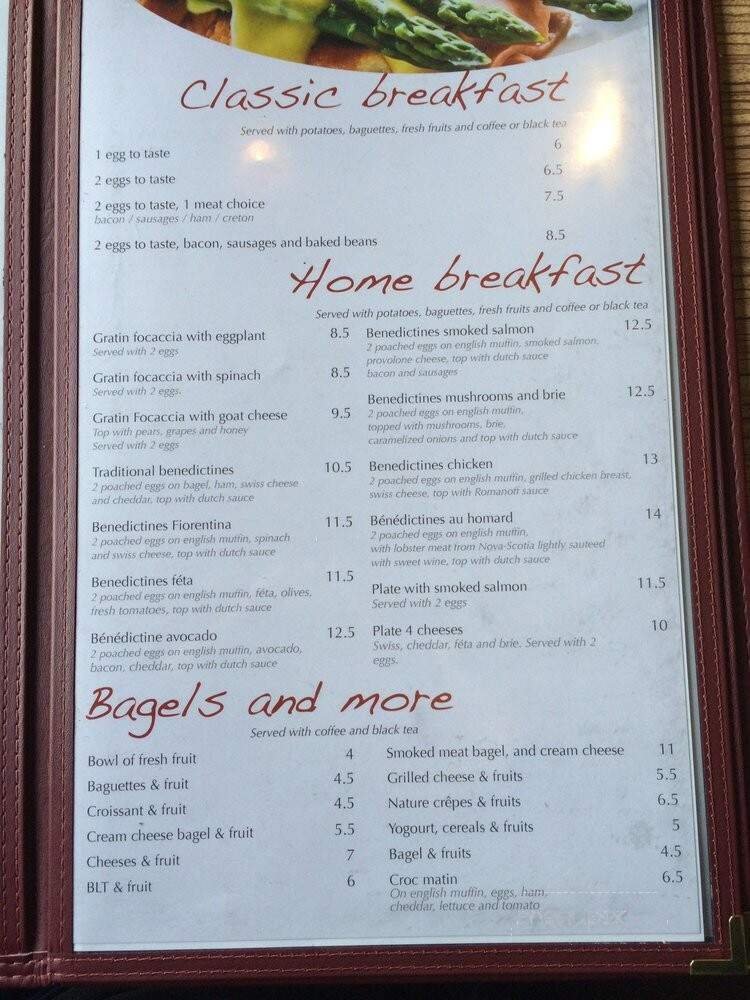 Classic breakfast
Served with potatoes, baguettes, fresh fruits and coffee or black tea
1 egg to taste 6
2 eggs to taste 6.5
2 eggs to taste, 1 meat choice 7.5
bacon / sausages / ham / creton
2 eggs to taste, bacon, sausages and baked beans 8.5
Home breakfast
Served with potatoes, baguettes, fresh fruits and coffee or black tea
Gratin focaccia with eggplant 8.5
Served with 2 eggs
Gratin focaccia with spinach 8.5
Served with 2 eggs.
Gratin Focaccia with goat cheese 9.5
Top with pears, grapes and honey
Served with 2 eggs
Traditional benedictines 10.5
2 poached eggs on bagel, ham, swiss cheese
and cheddar, top with dutch sauce
Benedictines Fiorentina 11.5
2 poached eggs on english muffin, spinach
and swiss cheese, top with dutch sauce
Benedictines féta 11.5
2 poached eggs on english muffin, féta, olives,
fresh tomatoes, top with dutch sauce
Bénédictine avocado 12.5
2 poached eggs on english muffin, avocado,
bacon, cheddar, top with dutch sauce
Benedictines smoked salmon 12.5
2 poached eggs on english muffin, smoked salmon,
provolone cheese, top with dutch sauce
bacon and sausages
Benedictines mushrooms and brie 12.5
2 poached eggs on english muffin,
topped with mushrooms, brie,
caramelized onions and top with dutch sauce
Benedictines chicken 13
2 poached eggs on english muffin, grilled chicken breast,
swiss cheese, top with Romanoff sauce
Bénédictines au homard 14
2 poached eggs on english muffin,
with lobster meat from Nova-Scotia lightly sauteed
with sweet wine, top with dutch sauce
Plate with smoked salmon 11.5
Served with 2 eggs
Plate 4 cheeses 10
Swiss, cheddar, féta and brie. Served with 2
eggs.
Bagels and more
Served with coffee and black tea
Bowl of fresh fruit 4
Baguettes & fruit 4.5
Croissant & fruit 4.5
Cream cheese bagel & fruit 5.5
Cheeses & fruit 7
BLT & fruit 6
Smoked meat bagel, and cream cheese 11
Grilled cheese & fruits 5.5
Nature crêpes & fruits 6.5
Yogourt, cereals & fruits 5
Bagel & fruits 4.5
Croc matin 6.5
On english muffin, eggs, ham,
cheddar, lettuce and tomato